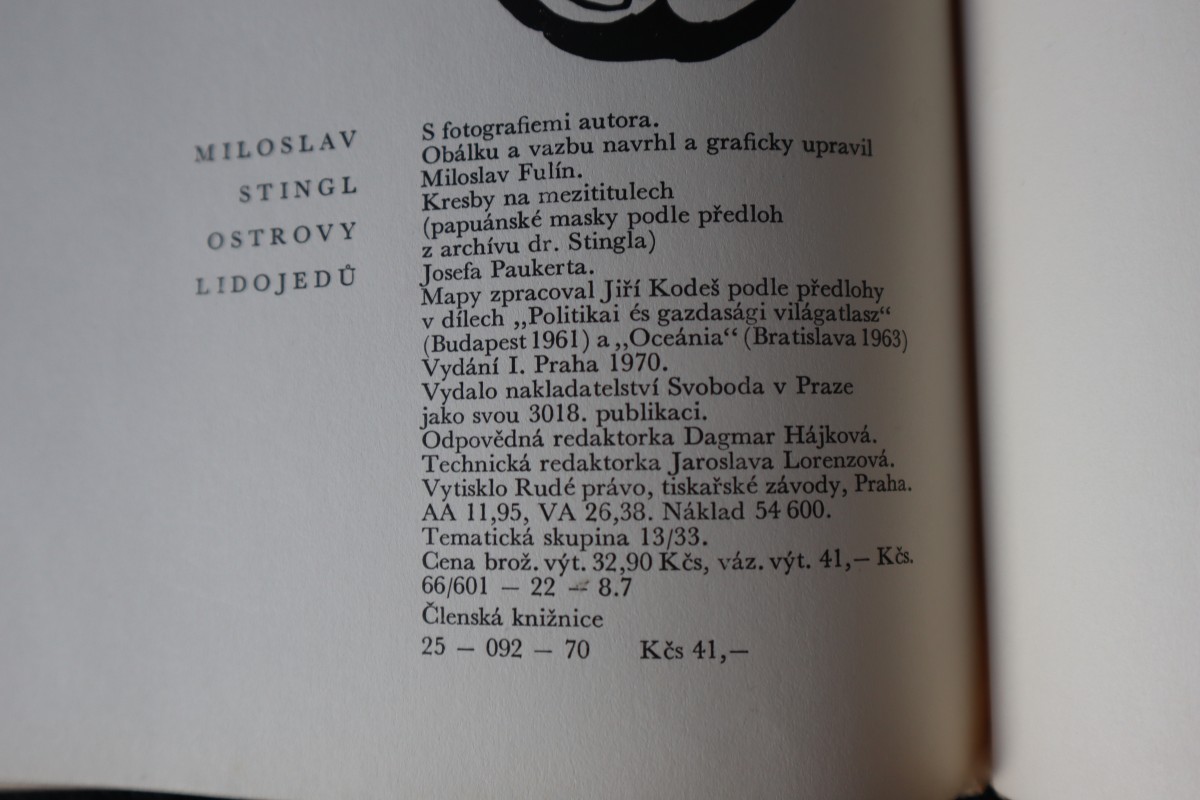 MILOSLAV
STINGL
OSTROVY
LIDOJEDŮ
S fotografiemi autora.
Obálku a vazbu navrhl a graficky upravil
Miloslav Fulín.
Kresby na mezititulech
(papuánské masky podle předloh
z archívu dr. Stingla)
Josefa Paukerta.
Mapy zpracoval Jiří Kodeš podle předlohy
v dílech „Politikai és gazdasági világatlasz“
(Budapest 1961) a „Oceánia“ (Bratislava 1963)
Vydání I. Praha 1970.
Vydalo nakladatelství Svoboda v Praze
jako svou 3018. publikaci.
Odpovědná redaktorka Dagmar Hájková.
Technická redaktorka Jaroslava Lorenzová.
Vytisklo Rudé právo, tiskařské závody, Praha.
AA 11,95, VA 26,38. Náklad 54 600.
Tematická skupina 13/33.
Cena brož. výt. 32,90 Kčs, váz. výt. 41,— Kčs.
66/601 — 22 — 8.7
Členská knižnice
25 — 092 — 70 Kčs 41,—